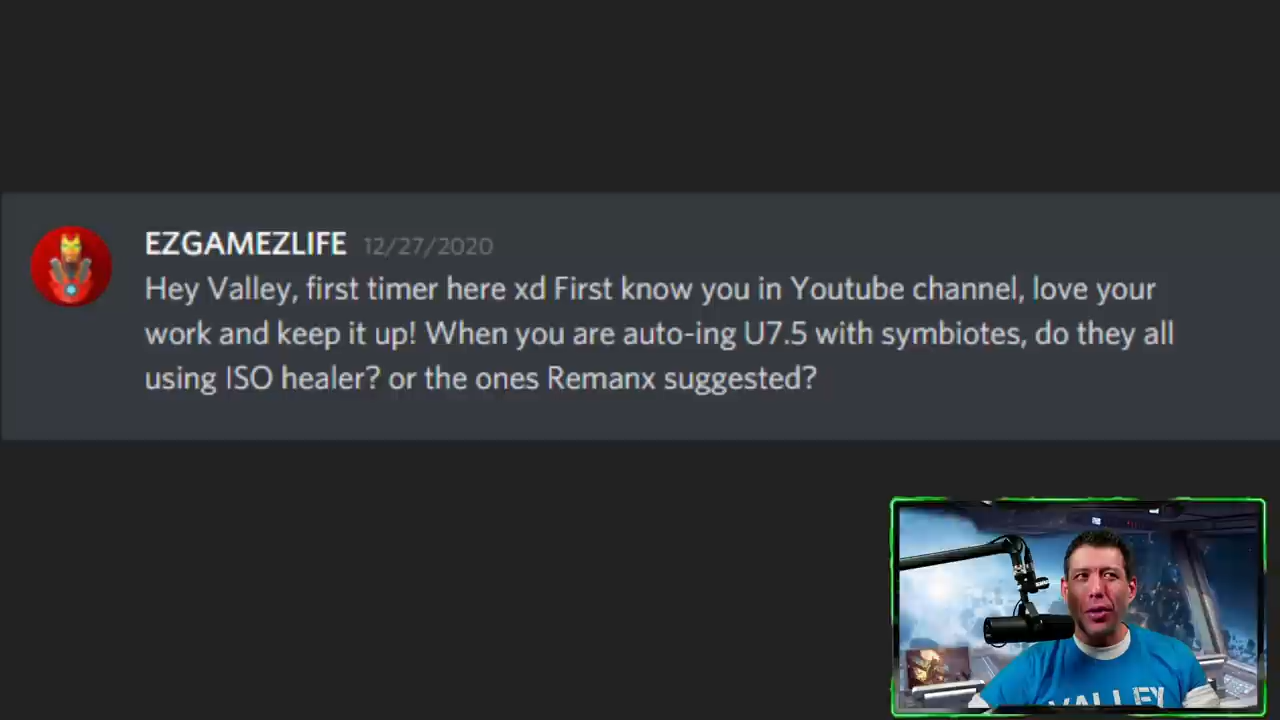 EZGAMEZLIFE 12/27/2020
Hey Valley, first timer here xd First know you in Youtube channel, love your
work and keep it up! When you are auto-ing U7.5 with symbiotes, do they all
using ISO healer? or the ones Remanx suggested?
VALLEY